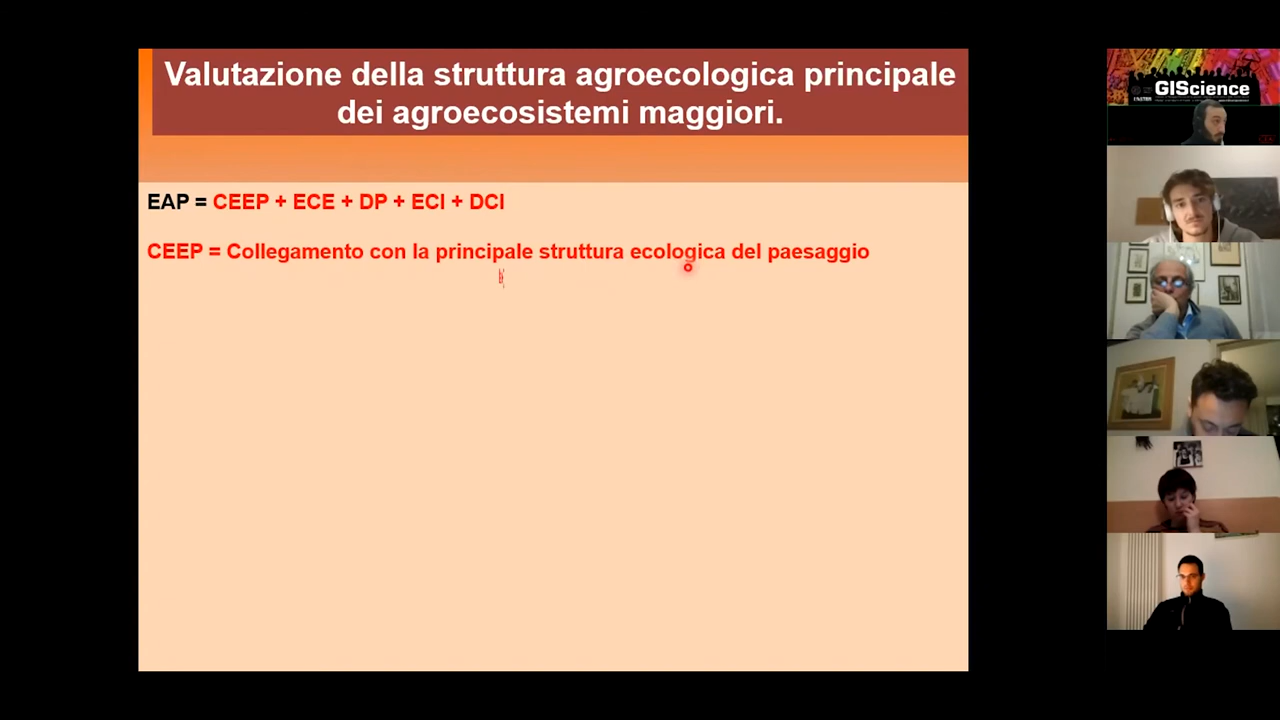 Valutazione della struttura agroecologica principale
dei agroecosistemi maggiori.
EAP = CEEP + ECE + DP + ECI + DCI
CEEP = Collegamento con la principale struttura ecologica del paesaggio
GIScience